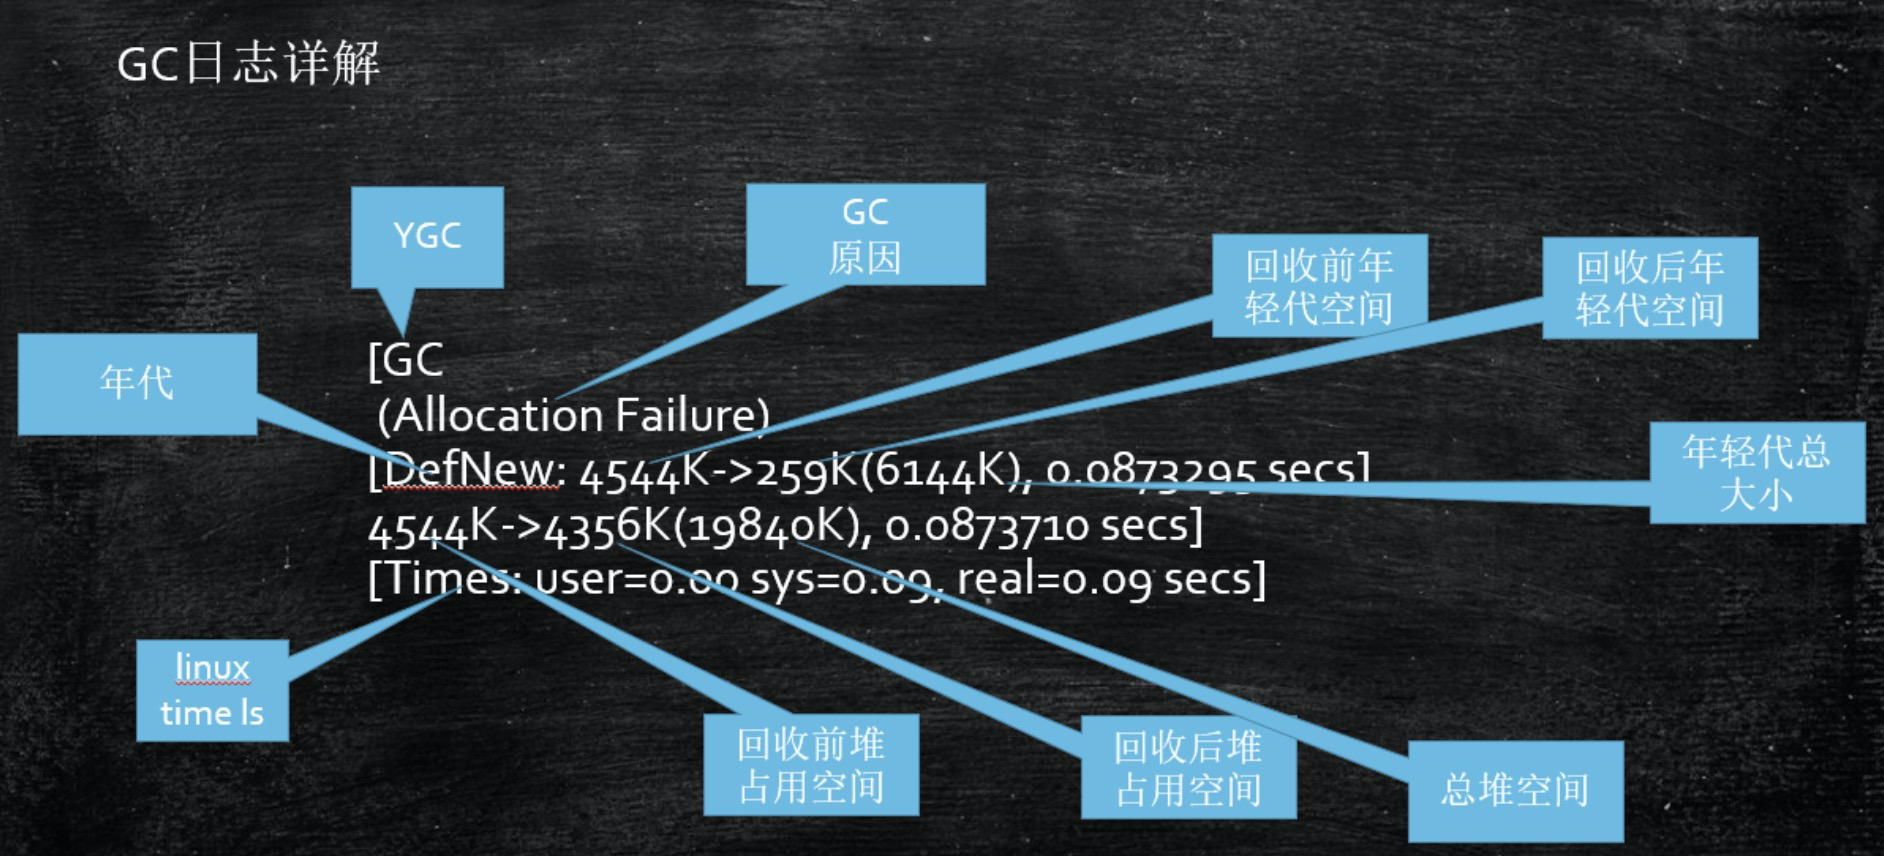 GC日志详解
YGC
GC
原因
回收前年
轻代空间
回收后年
轻代空间
年代
[GC
(Allocation Failure)
[DefNew: 4544K->259K(6144K), 0.0873295 secs]
4544K->4356K(19840K), 0.0873710 secs]
[Times: user=0.00 sys=0.09, real=0.09 secs]
年轻代总
大小
linux
time ls
回收前堆
占用空间
回收后堆
占用空间
总堆空间